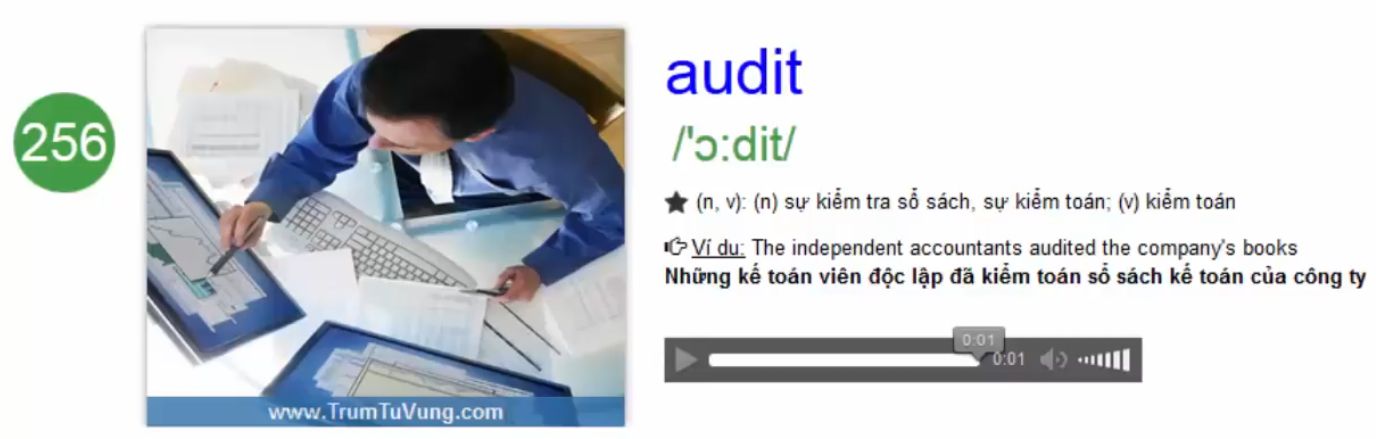 256
audit
/'ɔ:dit/
(n, v): (n) sự kiểm tra sổ sách, sự kiểm toán; (v) kiểm toán
Ví dụ: The independent accountants audited the company's books
Những kế toán viên độc lập đã kiểm toán sổ sách kế toán của công ty
0:01
0:01
www.TrumTuVung.com